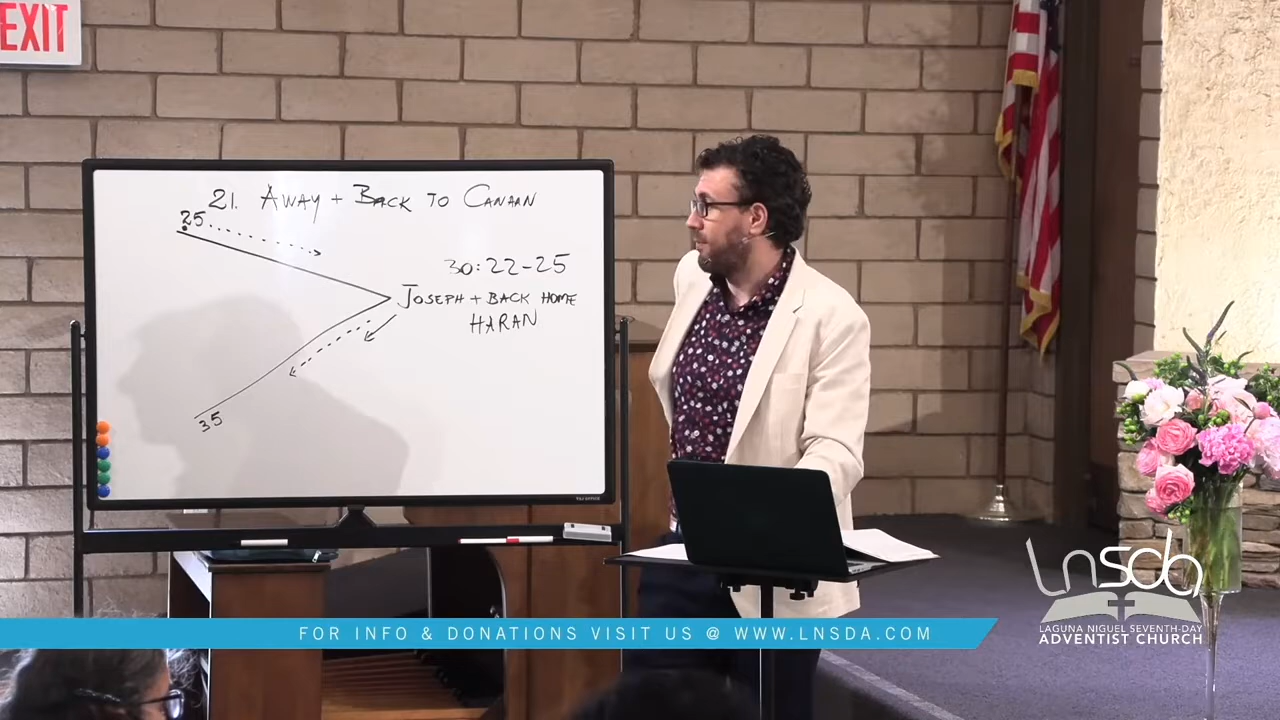 EXIT
21. AWAY + BACK TO CANAAN
25
30:22-25
JOSEPH + BACK HOME
HARAN
35
LNSDA
LAGUNA NIGUEL SEVENTH-DAY
ADVENTIST CHURCH
FOR INFO & DONATIONS VISIT US @ WWW.LNSDA.COM